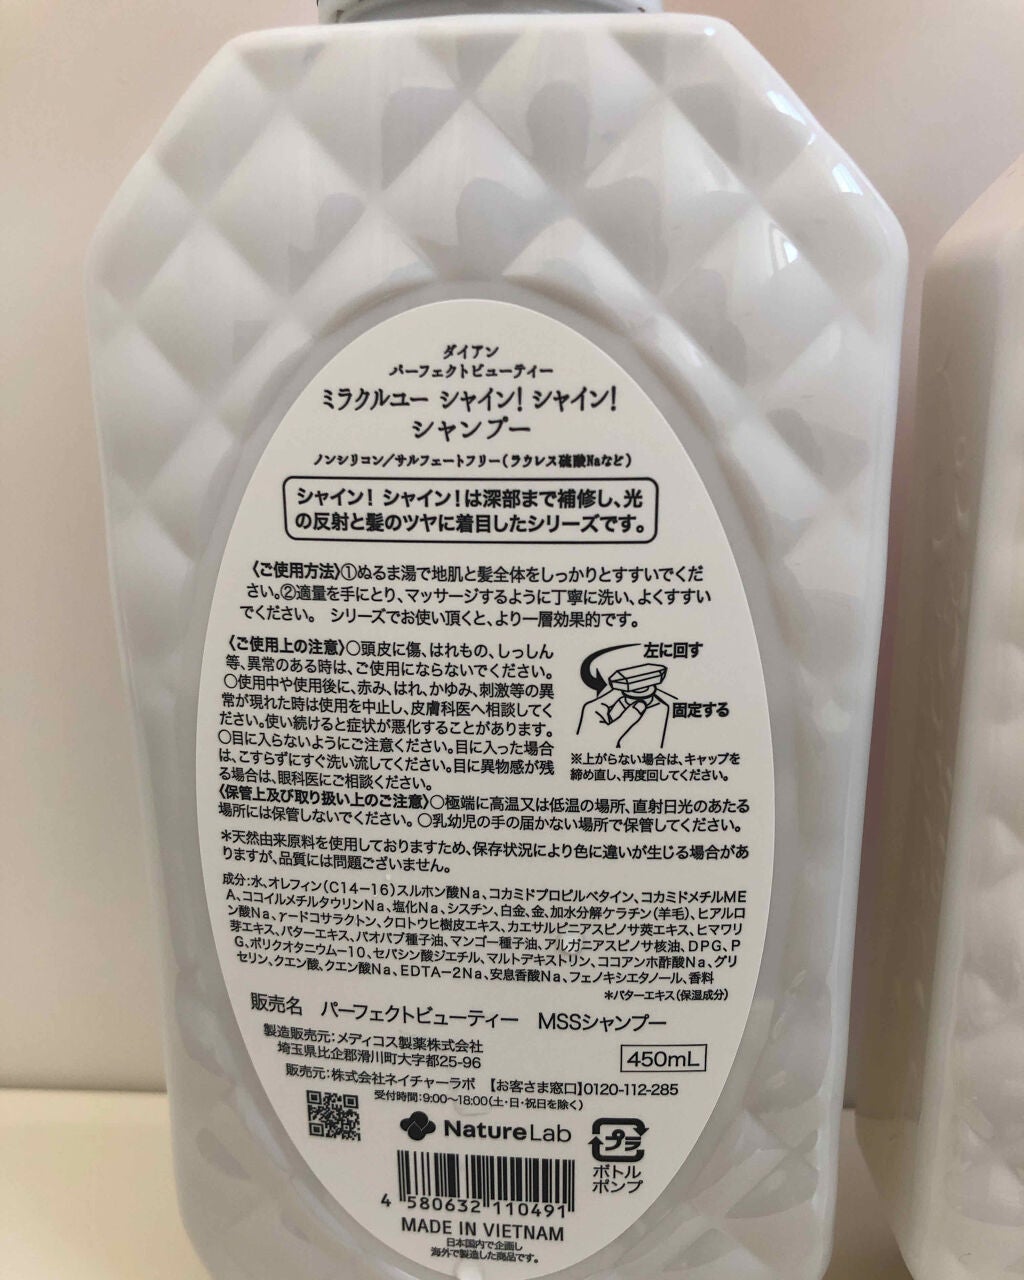 ダイアン
パーフェクトビューティー
ミラクルユー シャイン! シャイン!
シャンプー
ノンシリコン/サルフェートフリー(ラウレス硫酸Naなど)
シャイン! シャイン!は深部まで補修し、光
の反射と髪のツヤに着目したシリーズです。
〈ご使用方法〉①ぬるま湯で地肌と髪全体をしっかりとすすいでくだ
さい。②適量を手にとり、マッサージするように丁寧に洗い、よくすすい
でください。 シリーズでお使い頂くと、より一層効果的です。
〈ご使用上の注意〉○頭皮に傷、はれもの、しっしん
等、異常のある時は、ご使用にならないでください。
○使用中や使用後に、赤み、はれ、かゆみ、刺激等の異
常が現れた時は使用を中止し、皮膚科医へ相談してく
ださい。使い続けると症状が悪化することがあります。
○目に入らないようにご注意ください。目に入った場合
は、こすらずにすぐ洗い流してください。目に異物感が残
る場合は、眼科医にご相談ください。
左に回す
固定する
※上がらない場合は、キャップを
締め直し、再度回してください。
〈保管上及び取り扱い上のご注意〉○極端に高温又は低温の場所、直射日光のあたる
場所には保管しないでください。○乳幼児の手の届かない場所で保管してください。
*天然由来原料を使用しておりますため、保存状況により色に違いが生じる場合があ
りますが、品質には問題ございません。
成分:水、オレフィン(C14-16)スルホン酸Na、コカミドプロピルベタイン、コカミドメチルME
A、ココイルメチルタウリンNa、塩化Na、シスチン、白金、金、加水分解ケラチン(羊毛)、ヒアルロ
ン酸Na、γ-ドコサラクトン、クロトウヒ樹皮エキス、カエサルピニアスピノサ莢エキス、ヒマワリ
芽エキス、バターエキス、バオバブ種子油、マンゴー種子油、アルガニアスピノサ核油、DPG、P
G、ポリクオタニウム-10、セバシン酸ジエチル、マルトデキストリン、ココアンホ酢酸Na、グリ
セリン、クエン酸、クエン酸Na、EDTA-2Na、安息香酸Na、フェノキシエタノール、香料
*バターエキス(保湿成分)
販売名 パーフェクトビューティー MSSシャンプー
製造販売元:メディコス製薬株式会社
埼玉県比企郡滑川町大字都25-96
450mL
販売元:株式会社ネイチャーラボ 【お客さま窓口】0120-112-285
受付時間:9:00〜18:00(土・日・祝日を除く)
NatureLab
プラ
ボトル
ポンプ
4 580632 110491
MADE IN VIETNAM
日本国内で企画し
海外で製造した商品です。